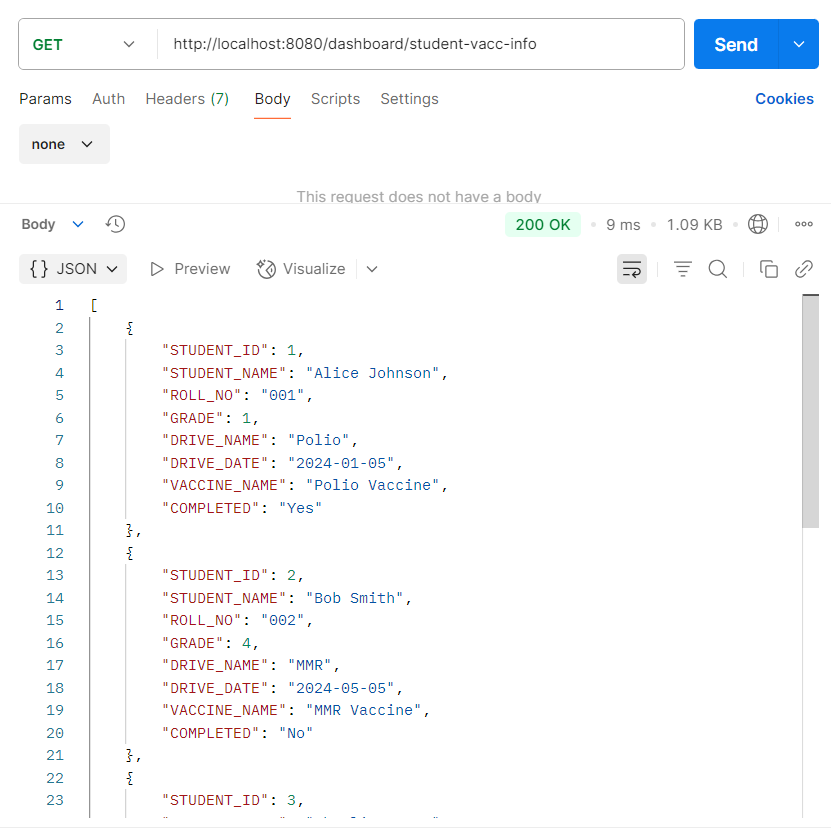 GET http://localhost:8080/dashboard/student-vacc-info Send
Params Auth Headers (7) Body Scripts Settings Cookies
none
This request does not have a body
Body 200 OK 9 ms 1.09 KB
{} JSON Preview Visualize
1 [
2 {
3 "STUDENT_ID": 1,
4 "STUDENT_NAME": "Alice Johnson",
5 "ROLL_NO": "001",
6 "GRADE": 1,
7 "DRIVE_NAME": "Polio",
8 "DRIVE_DATE": "2024-01-05",
9 "VACCINE_NAME": "Polio Vaccine",
10 "COMPLETED": "Yes"
11 },
12 {
13 "STUDENT_ID": 2,
14 "STUDENT_NAME": "Bob Smith",
15 "ROLL_NO": "002",
16 "GRADE": 4,
17 "DRIVE_NAME": "MMR",
18 "DRIVE_DATE": "2024-05-05",
19 "VACCINE_NAME": "MMR Vaccine",
20 "COMPLETED": "No"
21 },
22 {
23 "STUDENT_ID": 3,